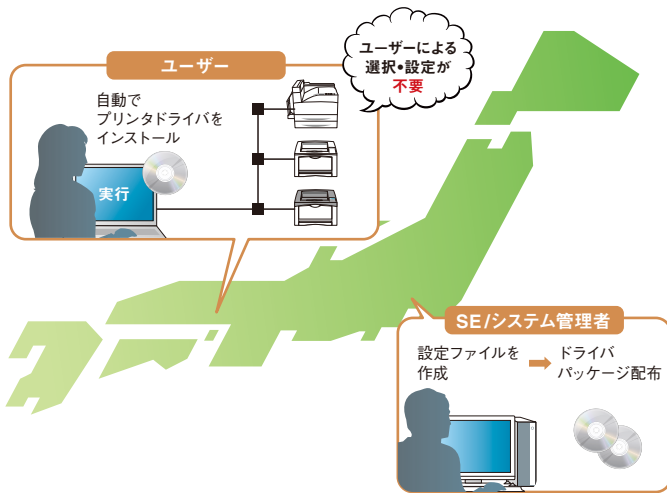 ユーザー
ユーザーによる
選択・設定が
不要
自動で
プリンタドライバを
インストール
実行
SE/システム管理者
設定ファイルを
作成
ドライバ
パッケージ配布